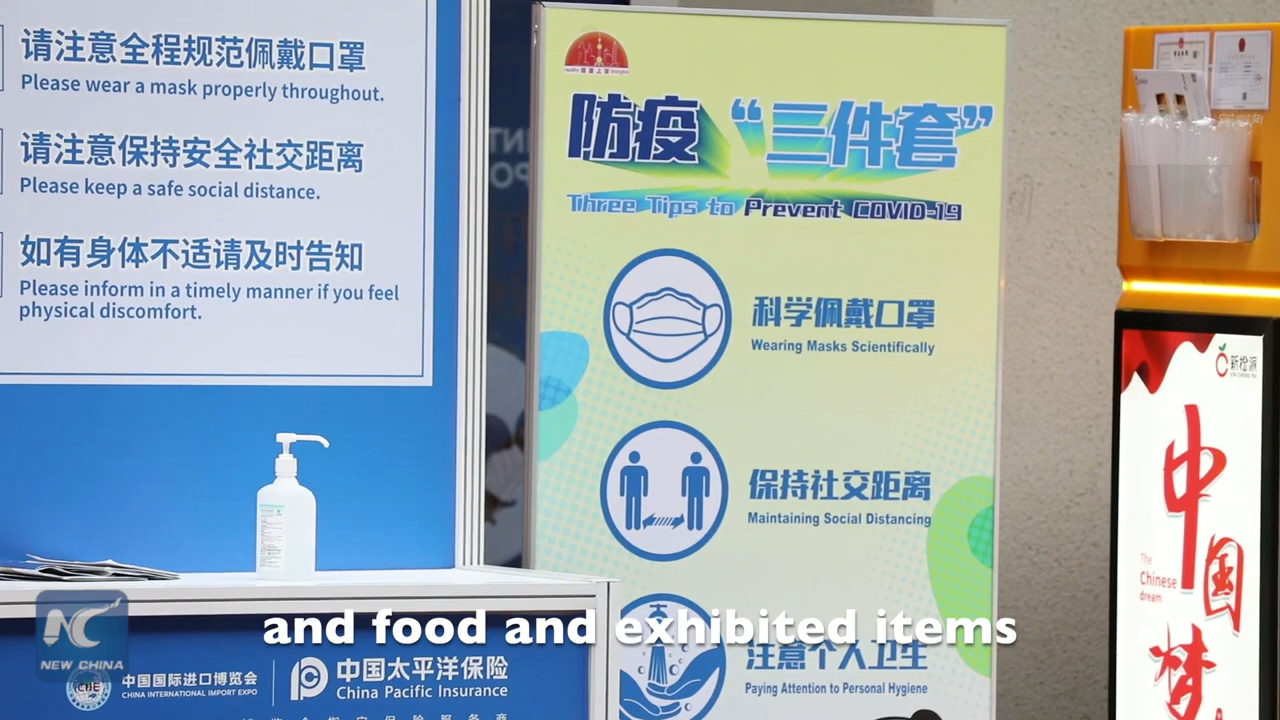 请注意全程规范佩戴口罩
Please wear a mask properly throughout.
请注意保持安全社交距离
Please keep a safe social distance.
如有身体不适请及时告知
Please inform in a timely manner if you feel
physical discomfort.
防疫“三件套”
Three Tips to Prevent COVID-19
科学佩戴口罩
Wearing Masks Scientifically
保持社交距离
Maintaining Social Distancing
注意个人卫生
Paying Attention to Personal Hygiene
新橙派
中国梦
The
Chinese
dream
and food and exhibited items
NC
NEW CHINA
CIIE
中国国际进口博览会
CHINA INTERNATIONAL IMPORT EXPO
中国太平洋保险
China Pacific Insurance